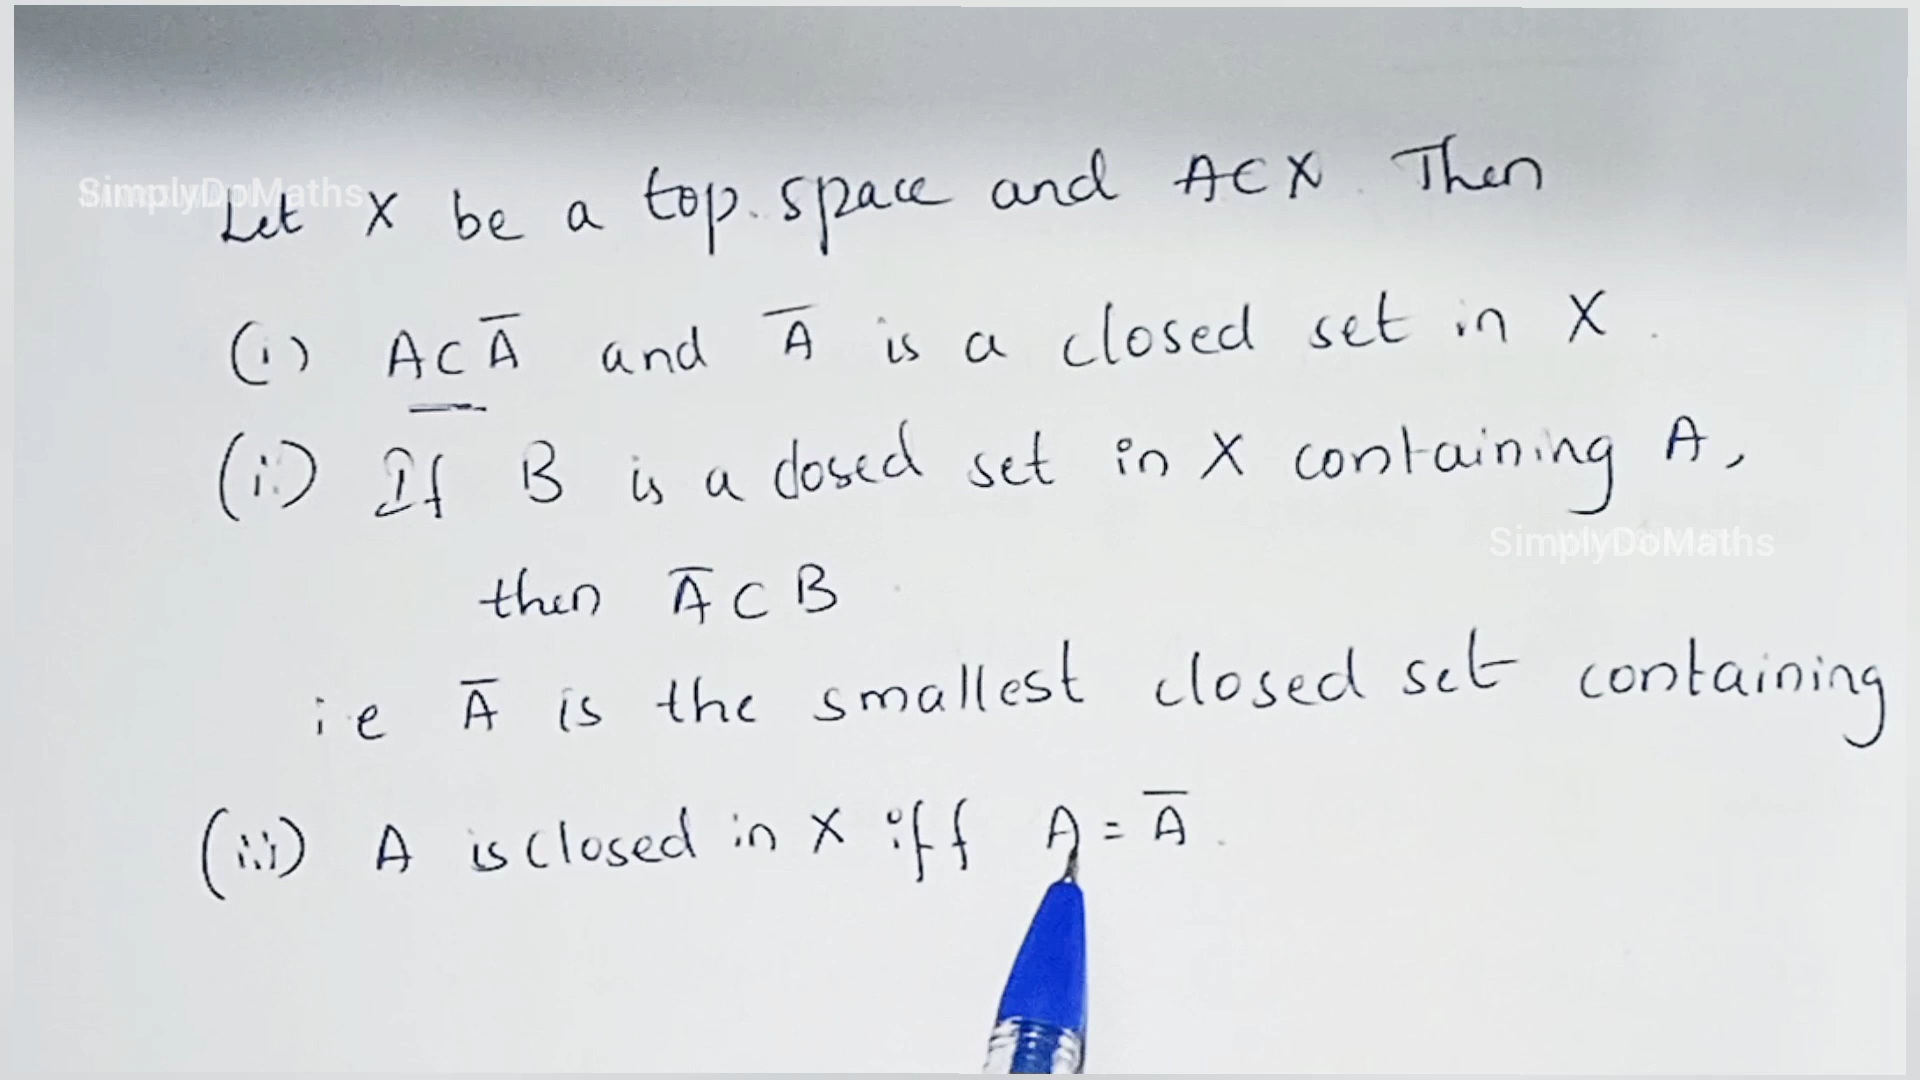 SimplyDoMaths
Let X be a top. space and A⊂X. Then
(i) A⊂Ā and Ā is a closed set in X.
(ii) If B is a closed set in X containing A,
SimplyDoMaths
then Ā⊂B
i.e Ā is the smallest closed set containing
(iii) A is closed in X iff A = Ā.